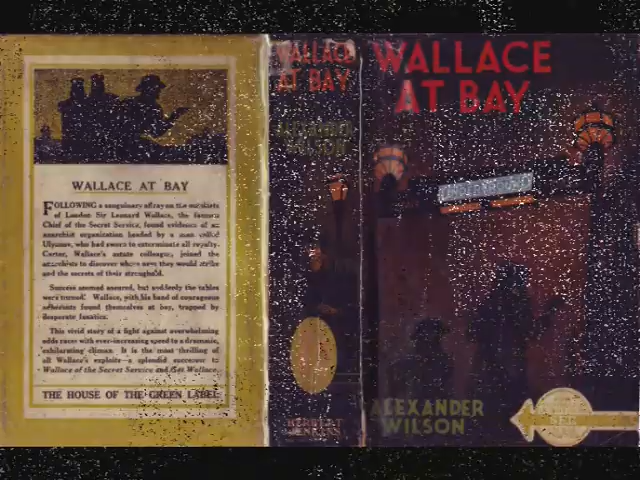 WALLACE AT BAY
FOLLOWING a sanguinary affray on the outskirts
of London Sir Leonard Wallace, the famous
Chief of the Secret Service, found evidence of an
anarchist organization headed by a man called
Ulyanov, who had sworn to exterminate all royalty.
Carter, Wallace's astute colleague, joined the
anarchists to discover where next they would strike
and the secrets of their stronghold.
Success seemed assured, but suddenly the tables
were turned. Wallace, with his band of courageous
assistants found themselves at bay, trapped by
desperate fanatics.
This vivid story of a fight against overwhelming
odds races with ever-increasing speed to a dramatic,
exhilarating climax. It is the most thrilling of
all Wallace's exploits—a splendid successor to
Wallace of the Secret Service and Get Wallace.
THE HOUSE OF THE GREEN LABEL
WALLACE
AT BAY
ALEXANDER
WILSON
HERBERT
JENKINS
WALLACE
AT BAY
UNDERGROUND
ALEXANDER
WILSON